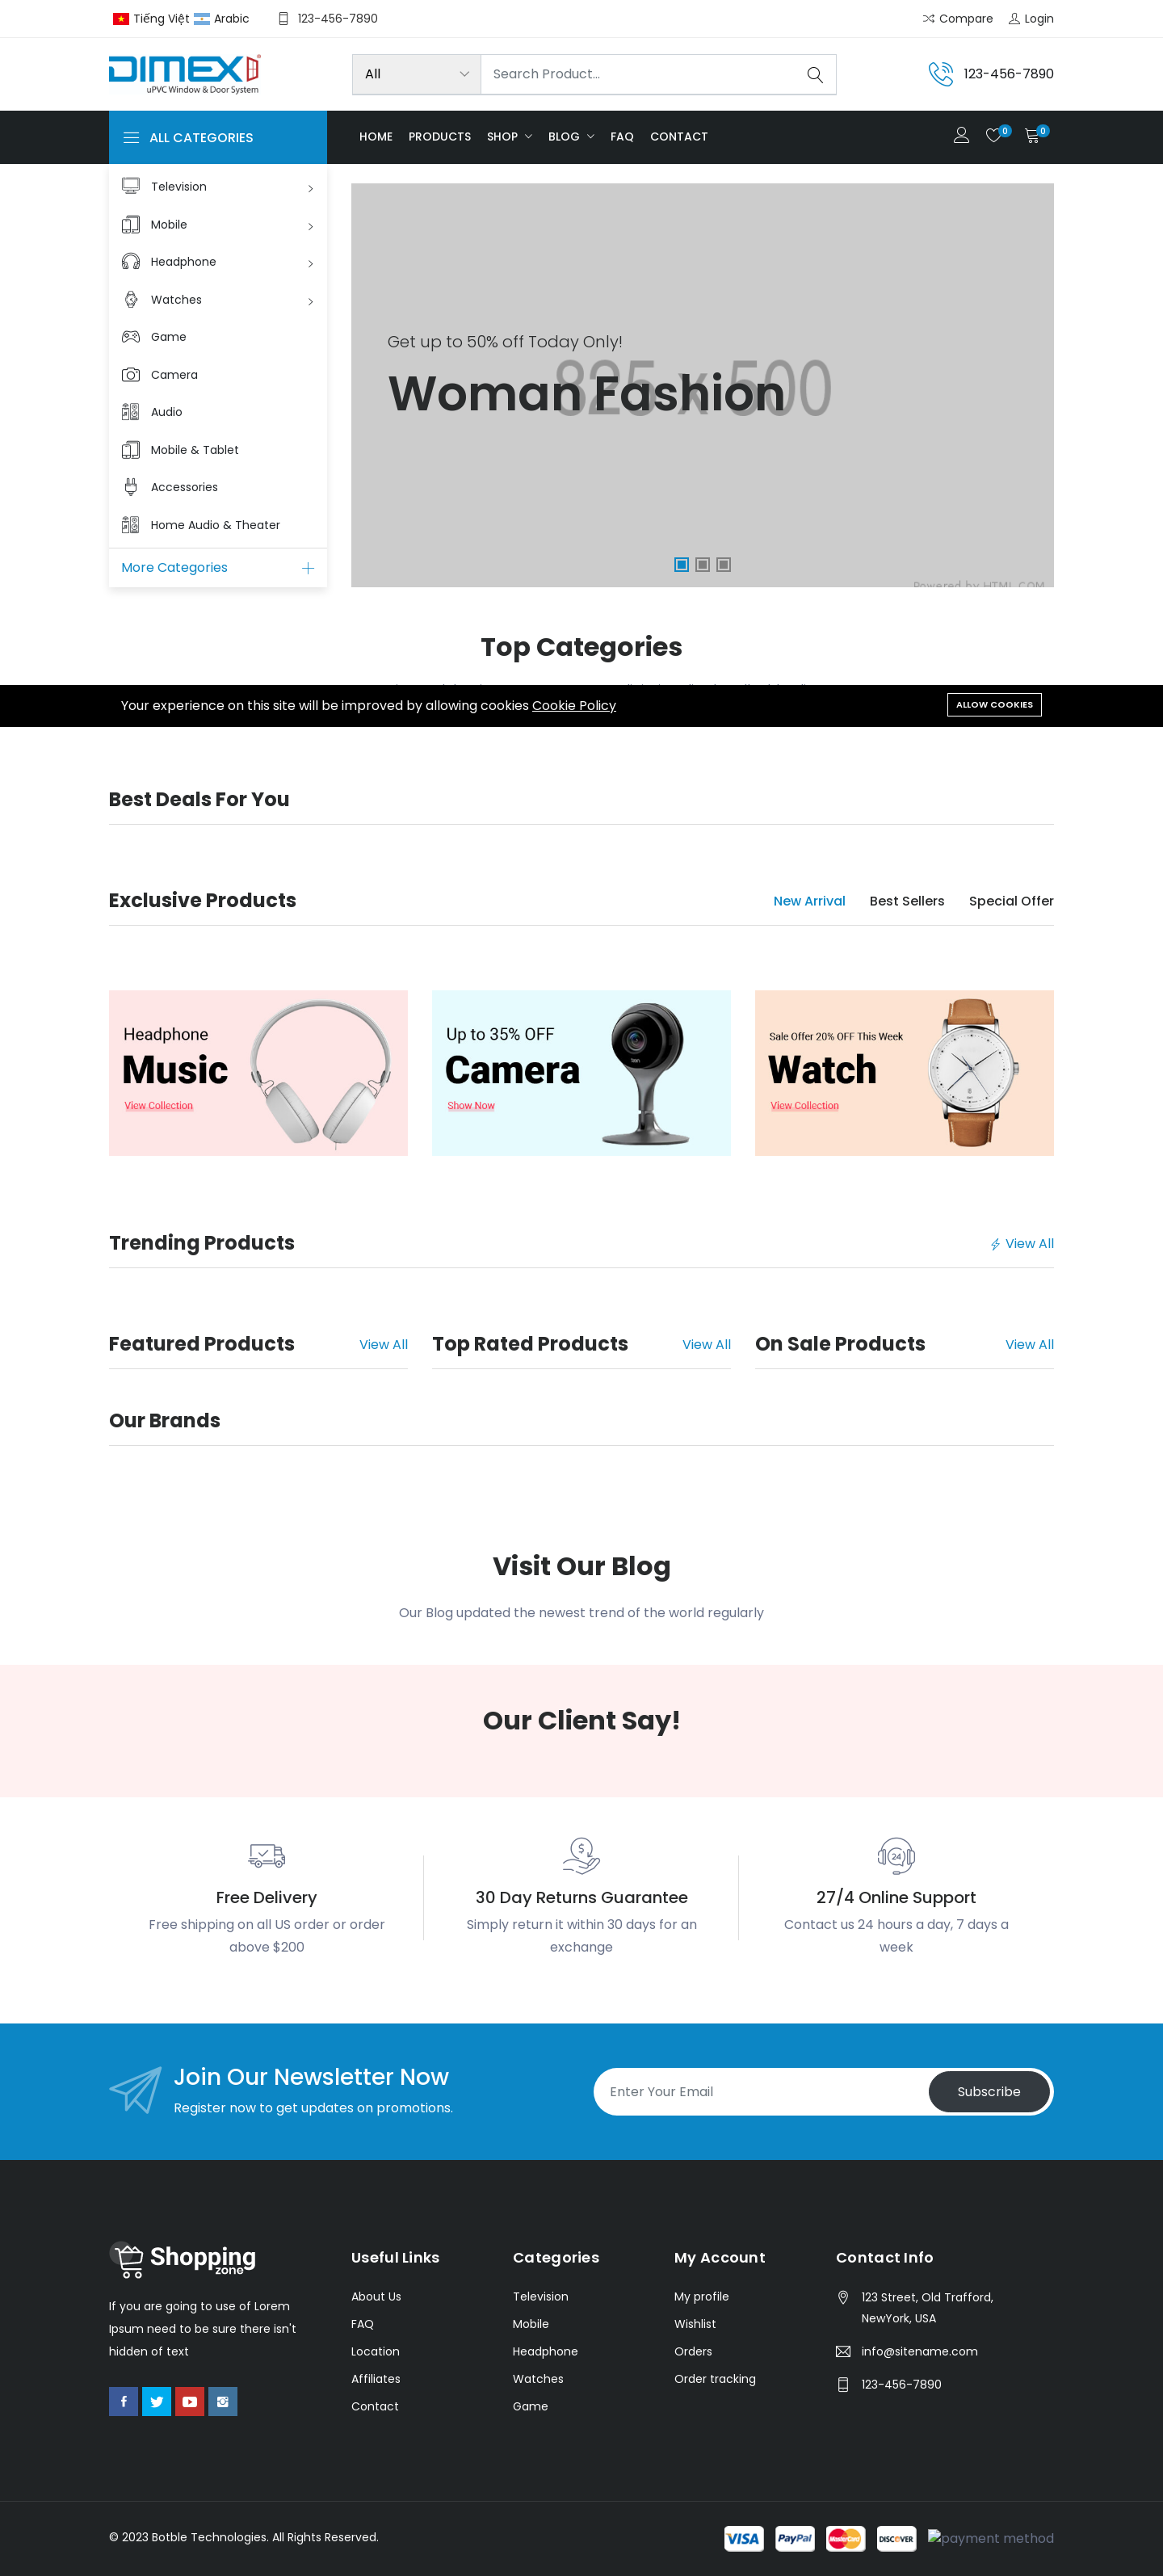 Tiếng Việt Arabic 123-456-7890 Compare Login
DIMEX
uPVC Window & Door System
All Search Product... 123-456-7890
ALL CATEGORIES HOME PRODUCTS SHOP BLOG FAQ CONTACT 0 0
Television
Mobile
Headphone
Watches
Game
Camera
Audio
Mobile & Tablet
Accessories
Home Audio & Theater
More Categories
Get up to 50% off Today Only!
Woman Fashion
825 x 500
Powered by HTML.COM
Top Categories
Your experience on this site will be improved by allowing cookies Cookie Policy ALLOW COOKIES
Best Deals For You
Exclusive Products New Arrival Best Sellers Special Offer
Headphone
Music
View Collection
Up to 35% OFF
Camera
Show Now
Sale Offer 20% OFF This Week
Watch
View Collection
Trending Products View All
Featured Products View All
Top Rated Products View All
On Sale Products View All
Our Brands
Visit Our Blog
Our Blog updated the newest trend of the world regularly
Our Client Say!
Free Delivery
Free shipping on all US order or order
above $200
30 Day Returns Guarantee
Simply return it within 30 days for an
exchange
24
27/4 Online Support
Contact us 24 hours a day, 7 days a
week
Join Our Newsletter Now
Register now to get updates on promotions.
Enter Your Email Subscribe
Shopping
zone
If you are going to use of Lorem
Ipsum need to be sure there isn't
hidden of text
Useful Links
About Us
FAQ
Location
Affiliates
Contact
Categories
Television
Mobile
Headphone
Watches
Game
My Account
My profile
Wishlist
Orders
Order tracking
Contact Info
123 Street, Old Trafford,
NewYork, USA
info@sitename.com
123-456-7890
© 2023 Botble Technologies. All Rights Reserved.
VISA PayPal MasterCard DISCOVER payment method